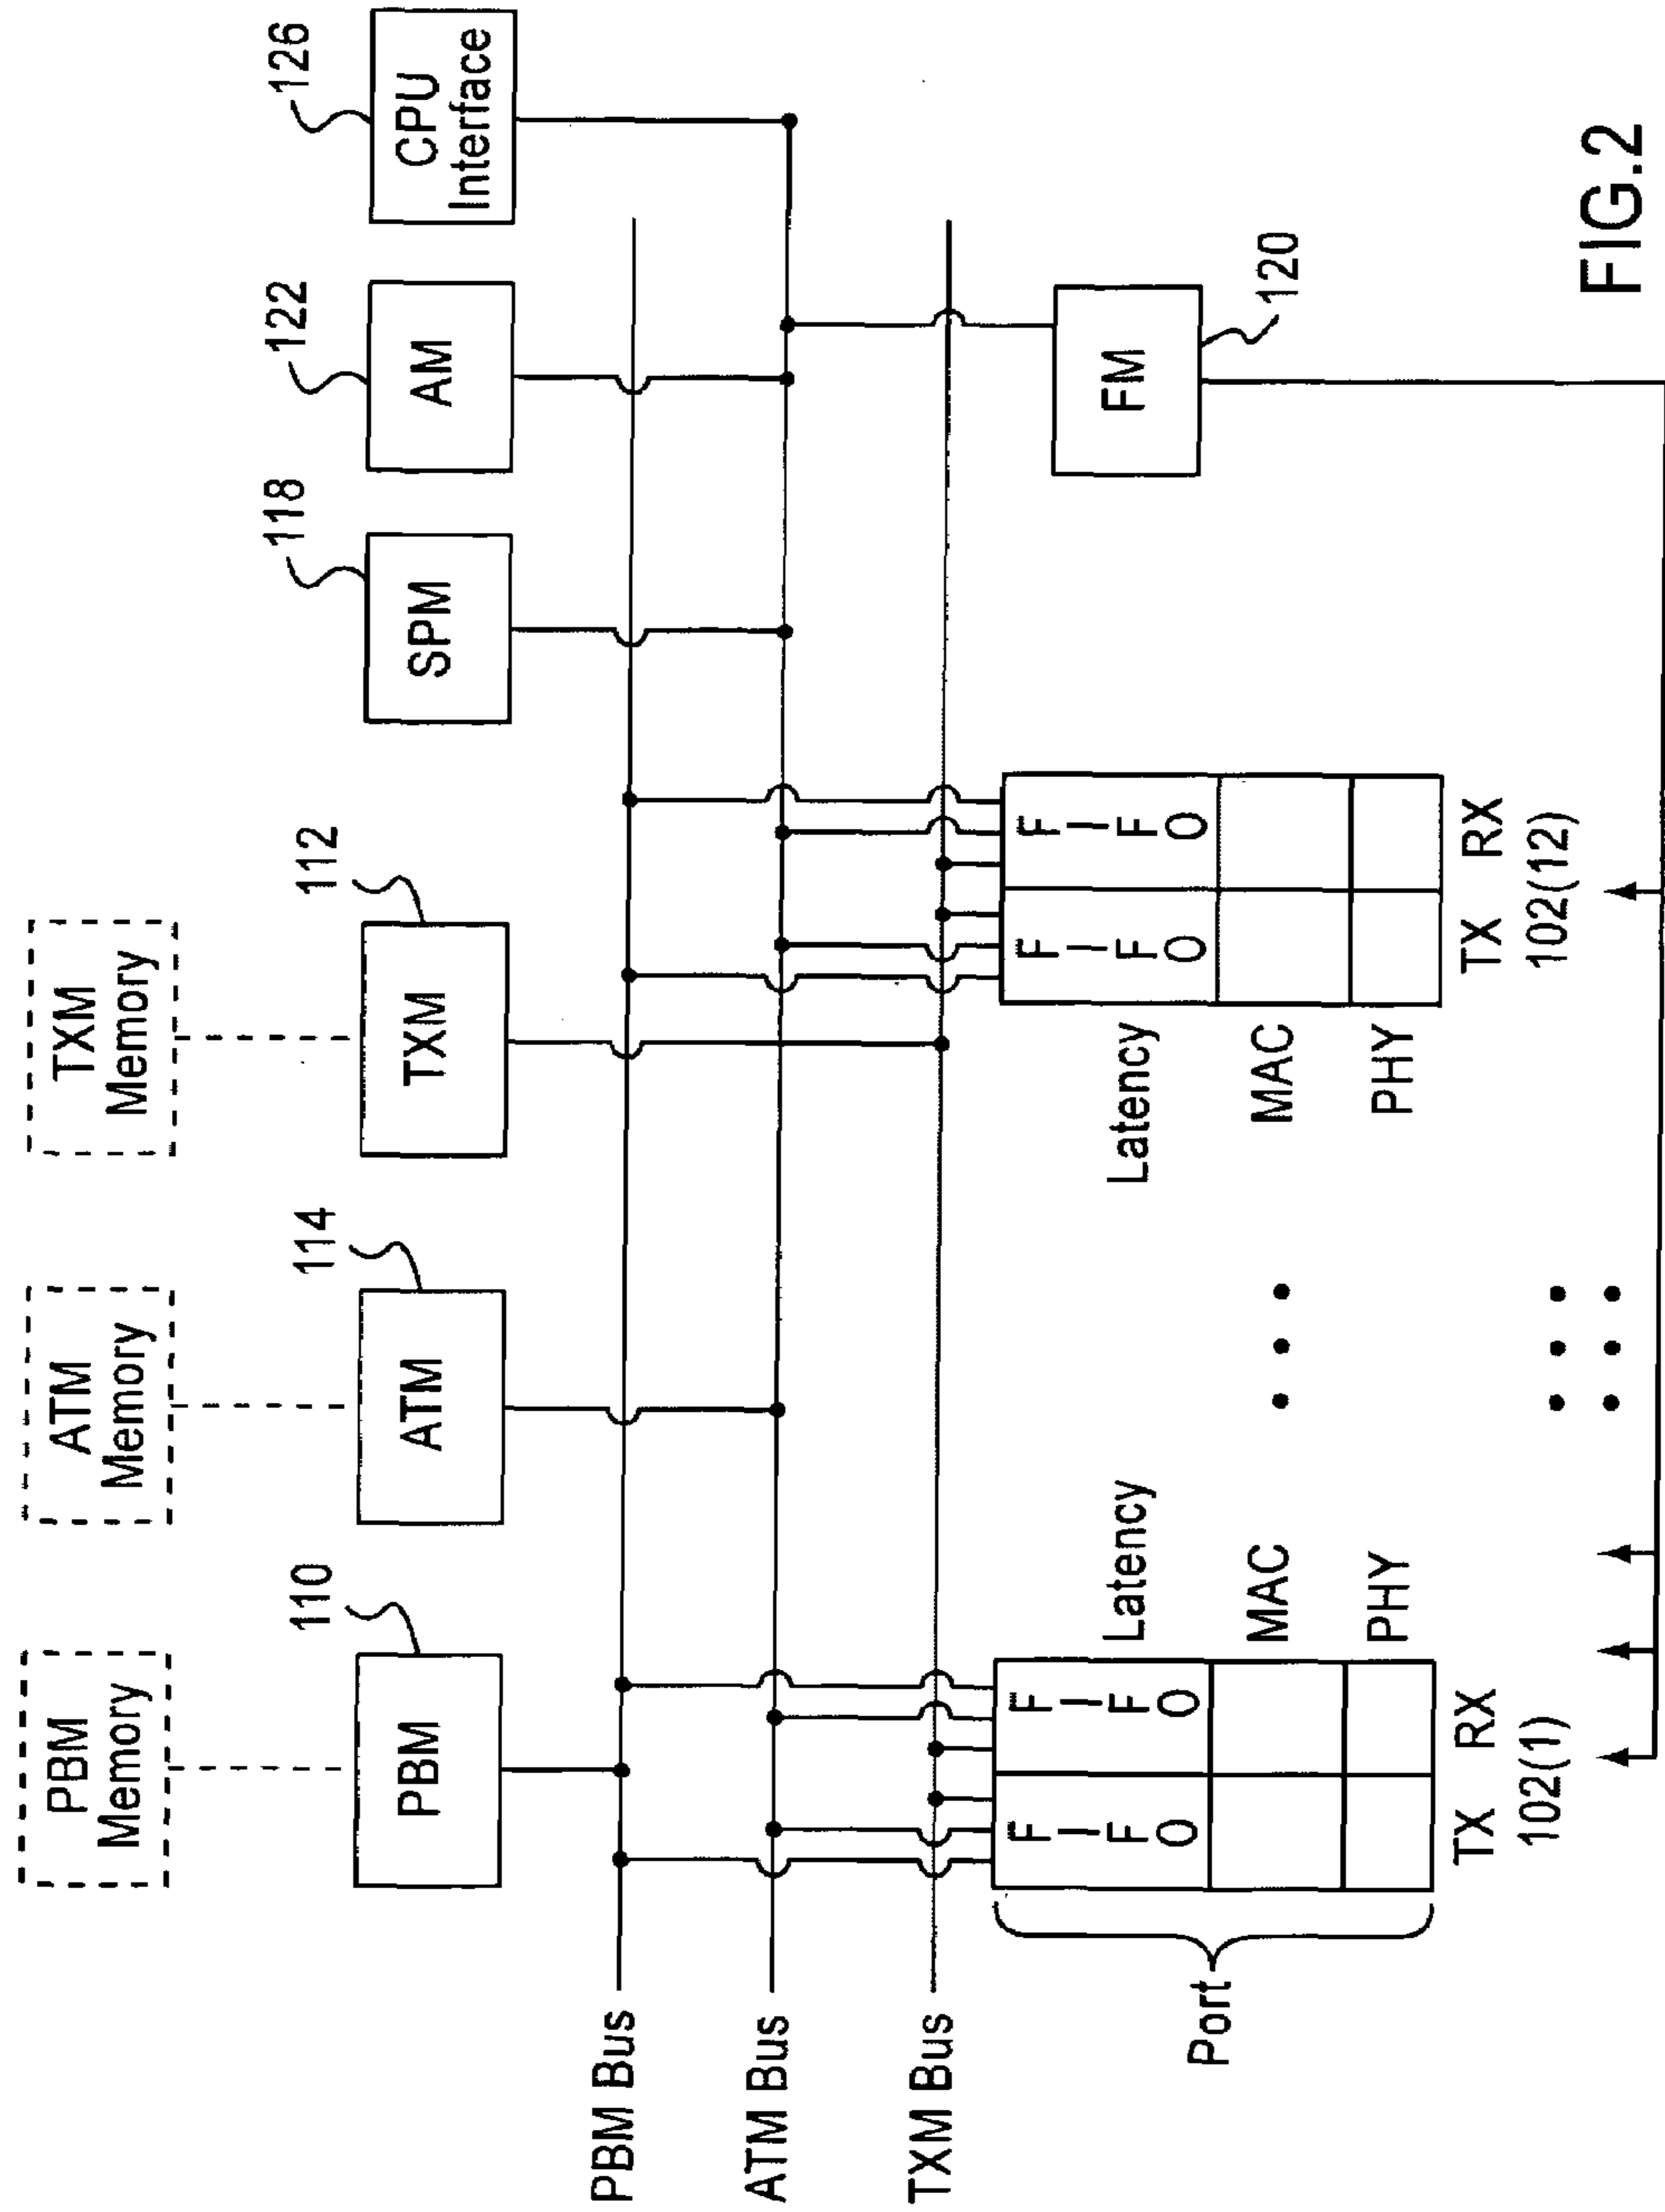 PBM
Memory
ATM
Memory
TXM
Memory
110
114
112
118
122
126
PBM
ATM
TXM
SPM
AM
CPU
Interface
PBM Bus
ATM Bus
TXM Bus
Port
FIFO
FIFO
Latency
MAC
PHY
TX
RX
102(1)
Latency
MAC
PHY
FIFO
FIFO
TX
RX
102(12)
FM
120
FIG.2